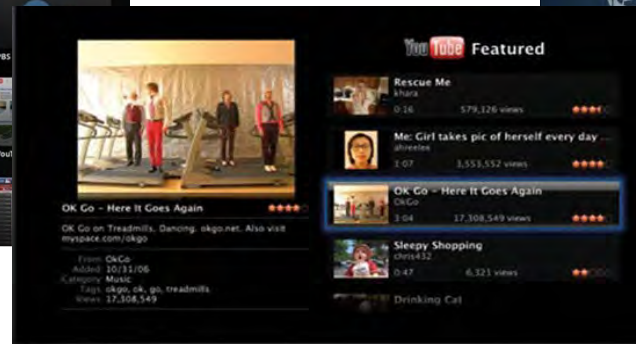 PBS
YouTube Featured
Rescue Me
khara
0:16 579,126 views
Me: Girl takes pic of herself every day ...
ahreelee
1:07 3,553,552 views
OK Go - Here It Goes Again
OkGo
3:04 17,308,549 views
Sleepy Shopping
chris432
0:47 6,323 views
Drinking Cat
OK Go - Here It Goes Again
OK Go on Treadmills. Dancing. okgo.net. Also visit
myspace.com/okgo
From OkGo
Added 10/31/06
Category Music
Tags okgo, ok, go, treadmills
Views 17,308,549